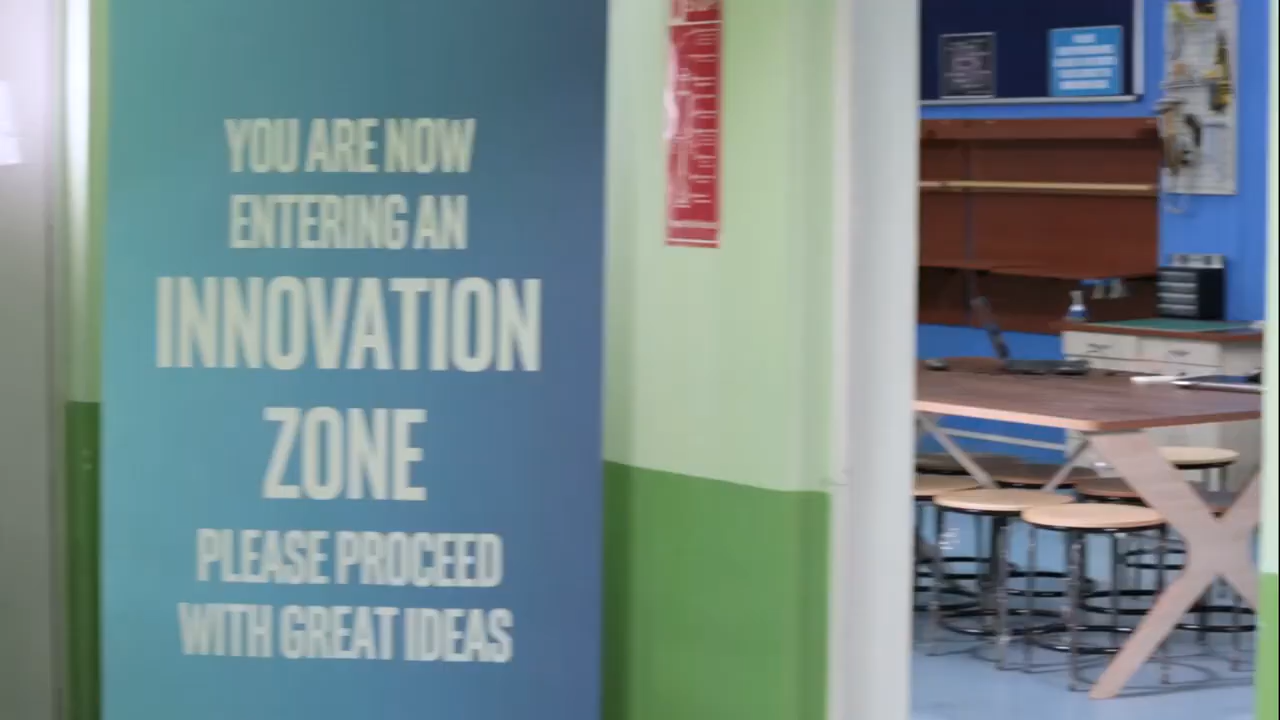 YOU ARE NOW
ENTERING AN
INNOVATION
ZONE
PLEASE PROCEED
WITH GREAT IDEAS